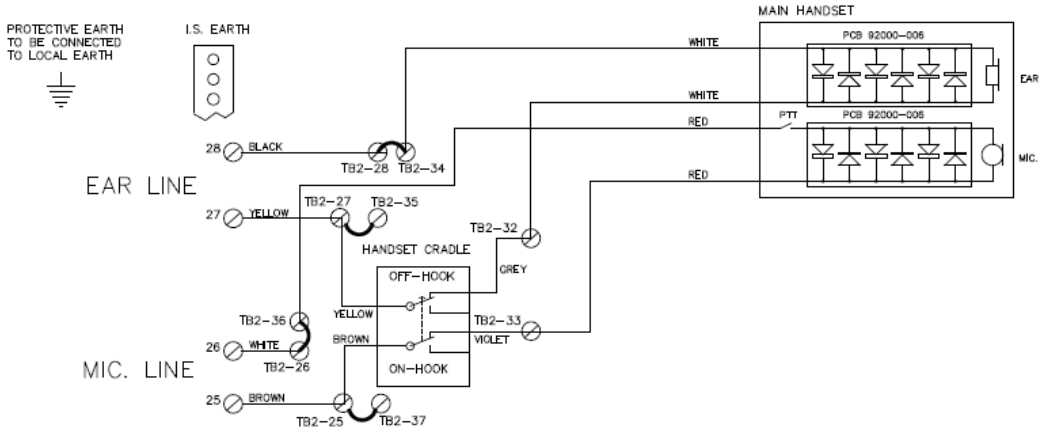 PROTECTIVE EARTH
TO BE CONNECTED
TO LOCAL EARTH
I.S. EARTH
MAIN HANDSET
WHITE
PCB 92000-006
EAR
WHITE
RED
PTT
PCB 92000-006
MIC.
RED
28
BLACK
TB2-28
TB2-34
EAR LINE
27
YELLOW
TB2-27
TB2-35
TB2-32
HANDSET CRADLE
OFF-HOOK
GREY
YELLOW
TB2-36
BROWN
TB2-33
VIOLET
26
WHITE
TB2-26
ON-HOOK
MIC. LINE
25
BROWN
TB2-25
TB2-37